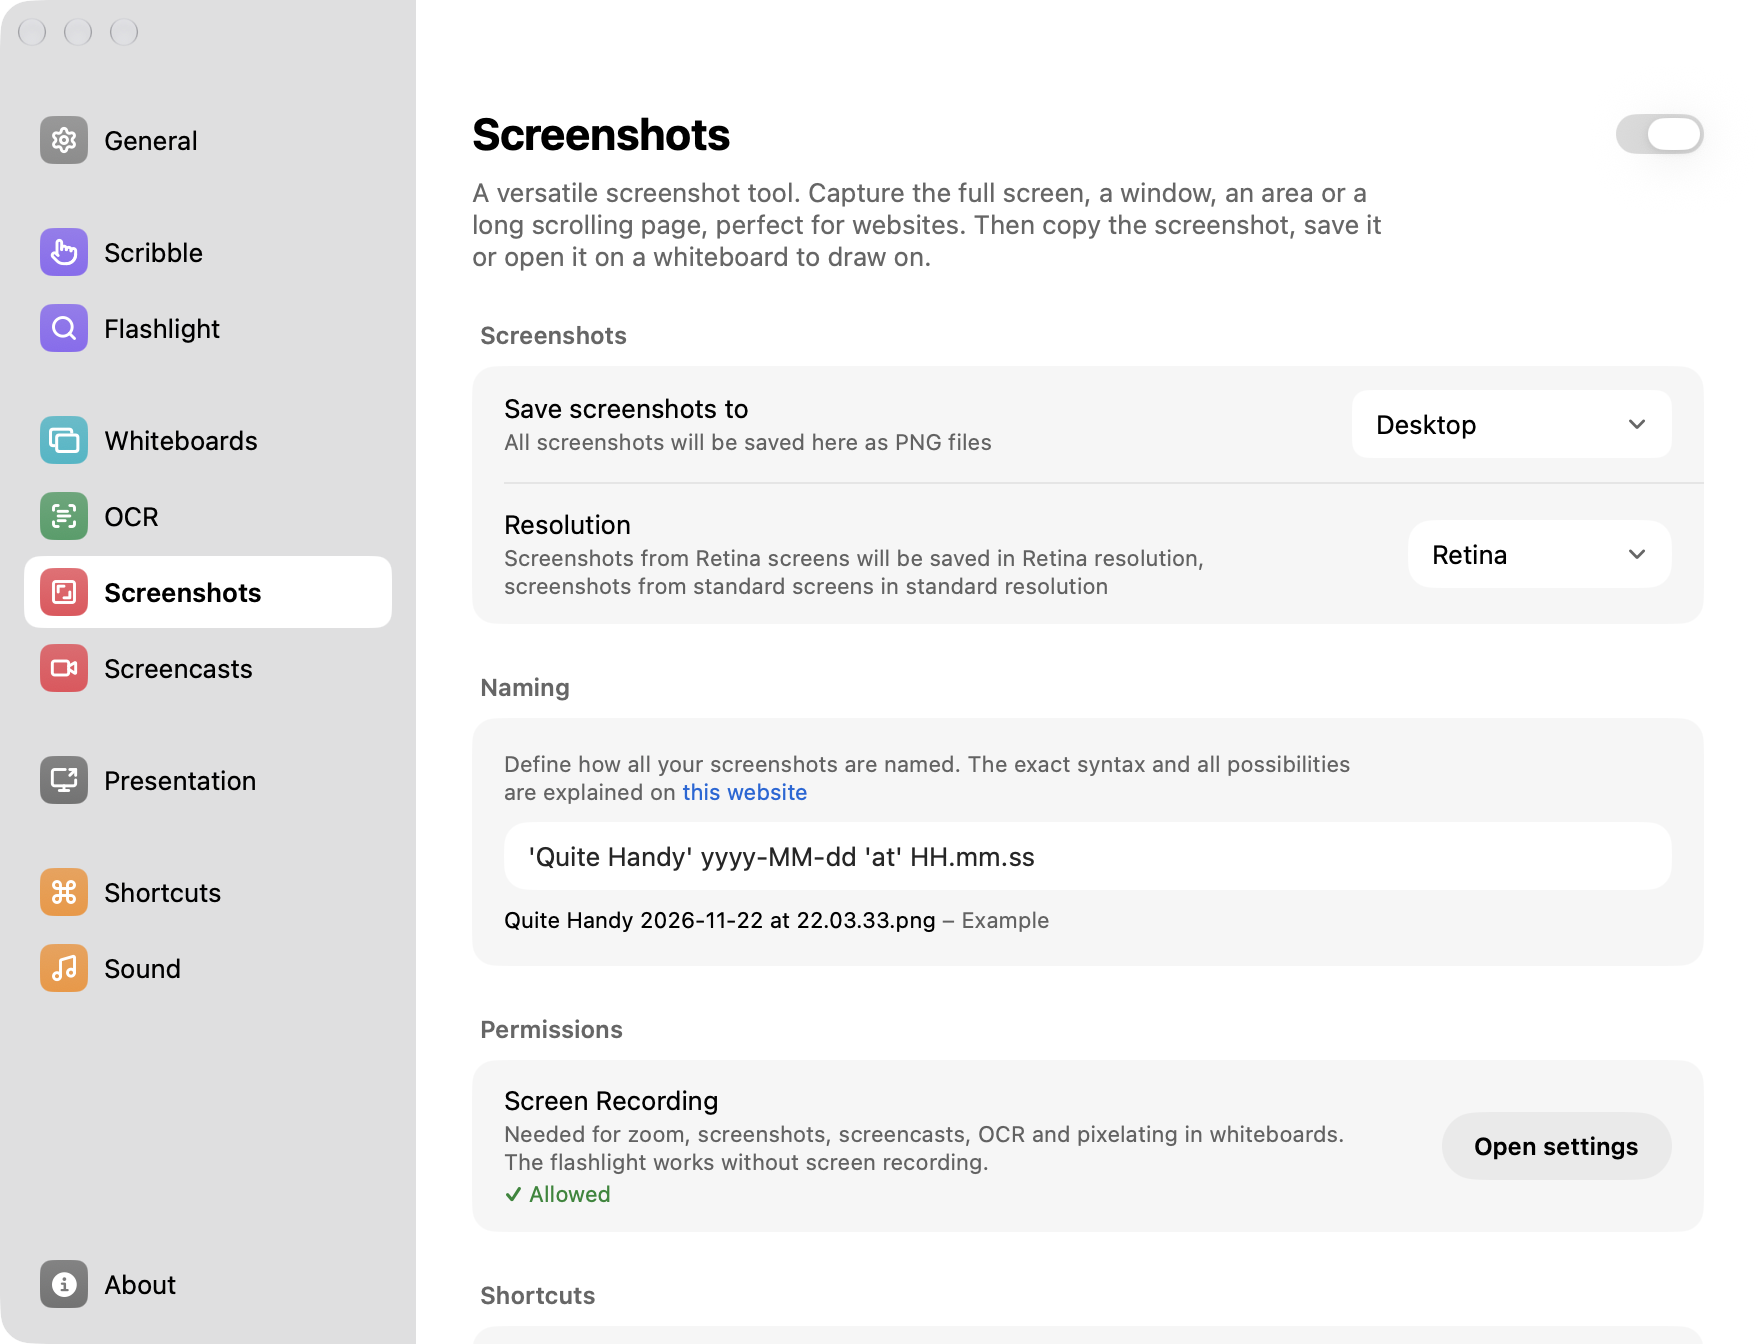 General
Scribble
Flashlight
Whiteboards
OCR
Screenshots
Screencasts
Presentation
Shortcuts
Sound
About
Screenshots
A versatile screenshot tool. Capture the full screen, a window, an area or a
long scrolling page, perfect for websites. Then copy the screenshot, save it
or open it on a whiteboard to draw on.
Screenshots
Save screenshots to
All screenshots will be saved here as PNG files
Desktop
Resolution
Screenshots from Retina screens will be saved in Retina resolution,
screenshots from standard screens in standard resolution
Retina
Naming
Define how all your screenshots are named. The exact syntax and all possibilities
are explained on this website
'Quite Handy' yyyy-MM-dd 'at' HH.mm.ss
Quite Handy 2026-11-22 at 22.03.33.png – Example
Permissions
Screen Recording
Needed for zoom, screenshots, screencasts, OCR and pixelating in whiteboards.
The flashlight works without screen recording.
✓ Allowed
Open settings
Shortcuts